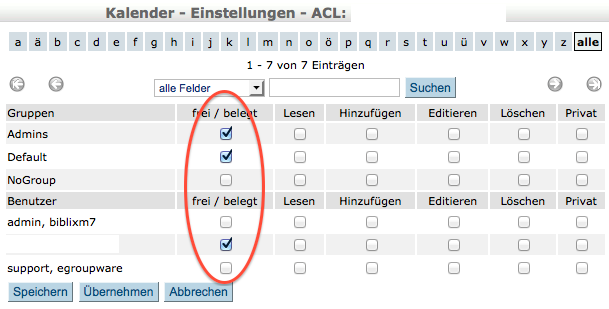 Kalender - Einstellungen - ACL:
a ä b c d e f g h i j k l m n o ö p q r s t u ü v w x y z alle
1 - 7 von 7 Einträgen
alle Felder Suchen
Gruppen frei / belegt Lesen Hinzufügen Editieren Löschen Privat
Admins
Default
NoGroup
Benutzer frei / belegt Lesen Hinzufügen Editieren Löschen Privat
admin, biblixm7
support, egroupware
Speichern Übernehmen Abbrechen